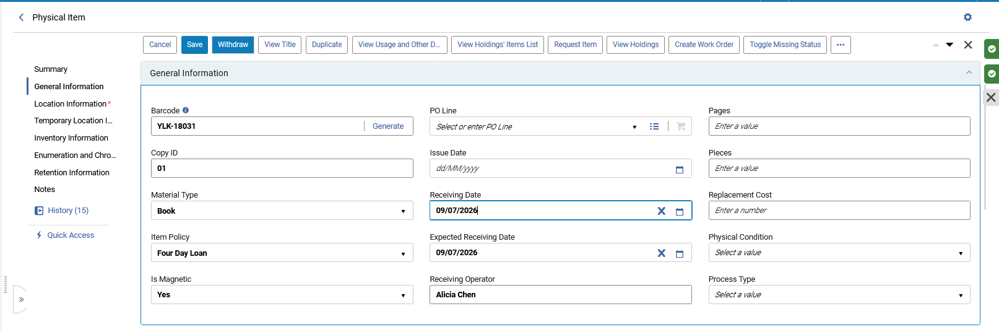 Physical Item
Cancel Save Withdraw View Title Duplicate View Usage and Other D... View Holdings' Items List Request Item View Holdings Create Work Order Toggle Missing Status
Summary
General Information
Location Information*
Temporary Location I...
Inventory Information
Enumeration and Chro...
Retention Information
Notes
History (15)
Quick Access
General Information
Barcode
YLK-18031 Generate
Copy ID
01
Material Type
Book
Item Policy
Four Day Loan
Is Magnetic
Yes
PO Line
Select or enter PO Line
Issue Date
dd/MM/yyyy
Receiving Date
09/07/2026
Expected Receiving Date
09/07/2026
Receiving Operator
Alicia Chen
Pages
Enter a value
Pieces
Enter a value
Replacement Cost
Enter a number
Physical Condition
Select a value
Process Type
Select a value